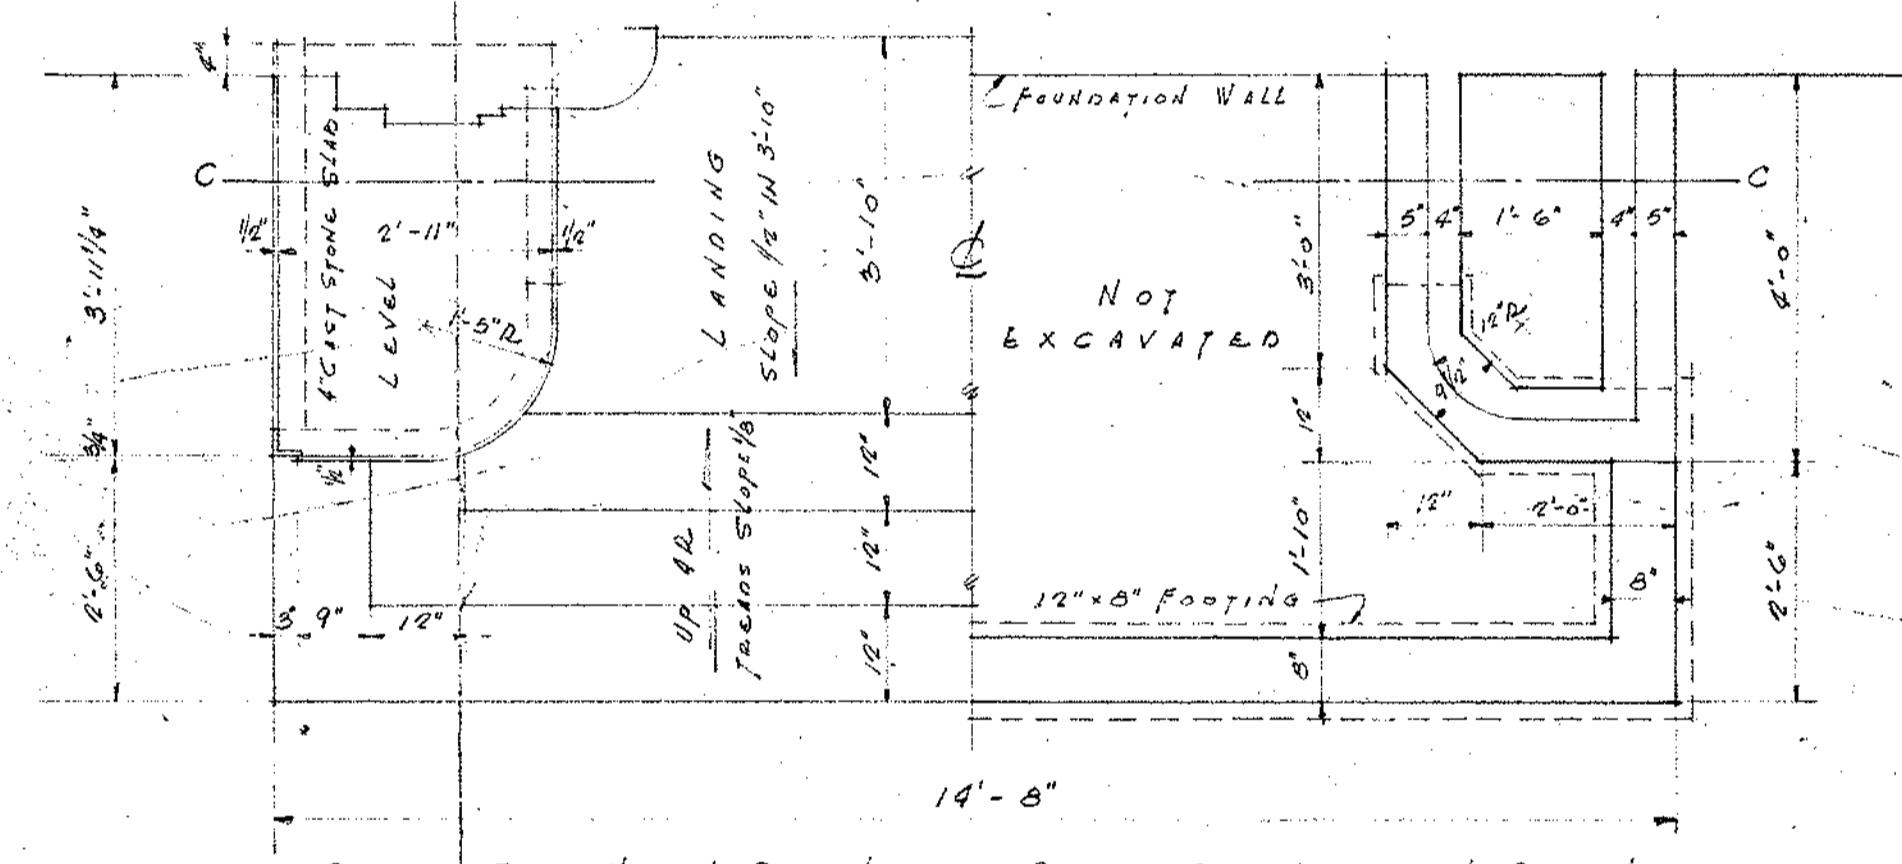 4"
FOUNDATION WALL
C
C
4" CAST STONE SLAB
LEVEL
1/2"
2'-11"
1/2"
1'-5"R
3'-11 1/4"
3/4"
1/2"
2'-6"
3"
9"
12"
LANDING
SLOPE 1/2" IN 3'-10"
3'-10"
UP 4R
TREADS SLOPE 1/8
12"
12"
12"
NOT
EXCAVATED
3'-0"
12"
1'-10"
8"
5"
4"
1'-6"
4"
5"
12"R
12"
2'-0"
8"
12"x8" FOOTING
4'-0"
2'-6"
14'-8"